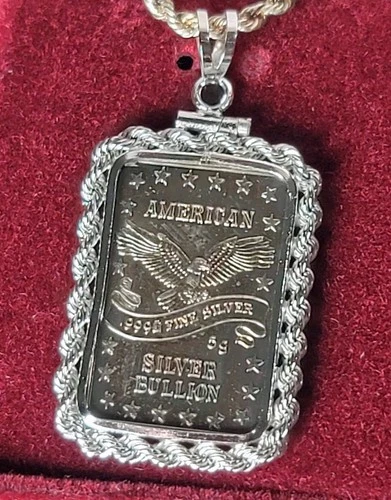 AMERICAN
.999 FINE SILVER
5g
SILVER
BULLION